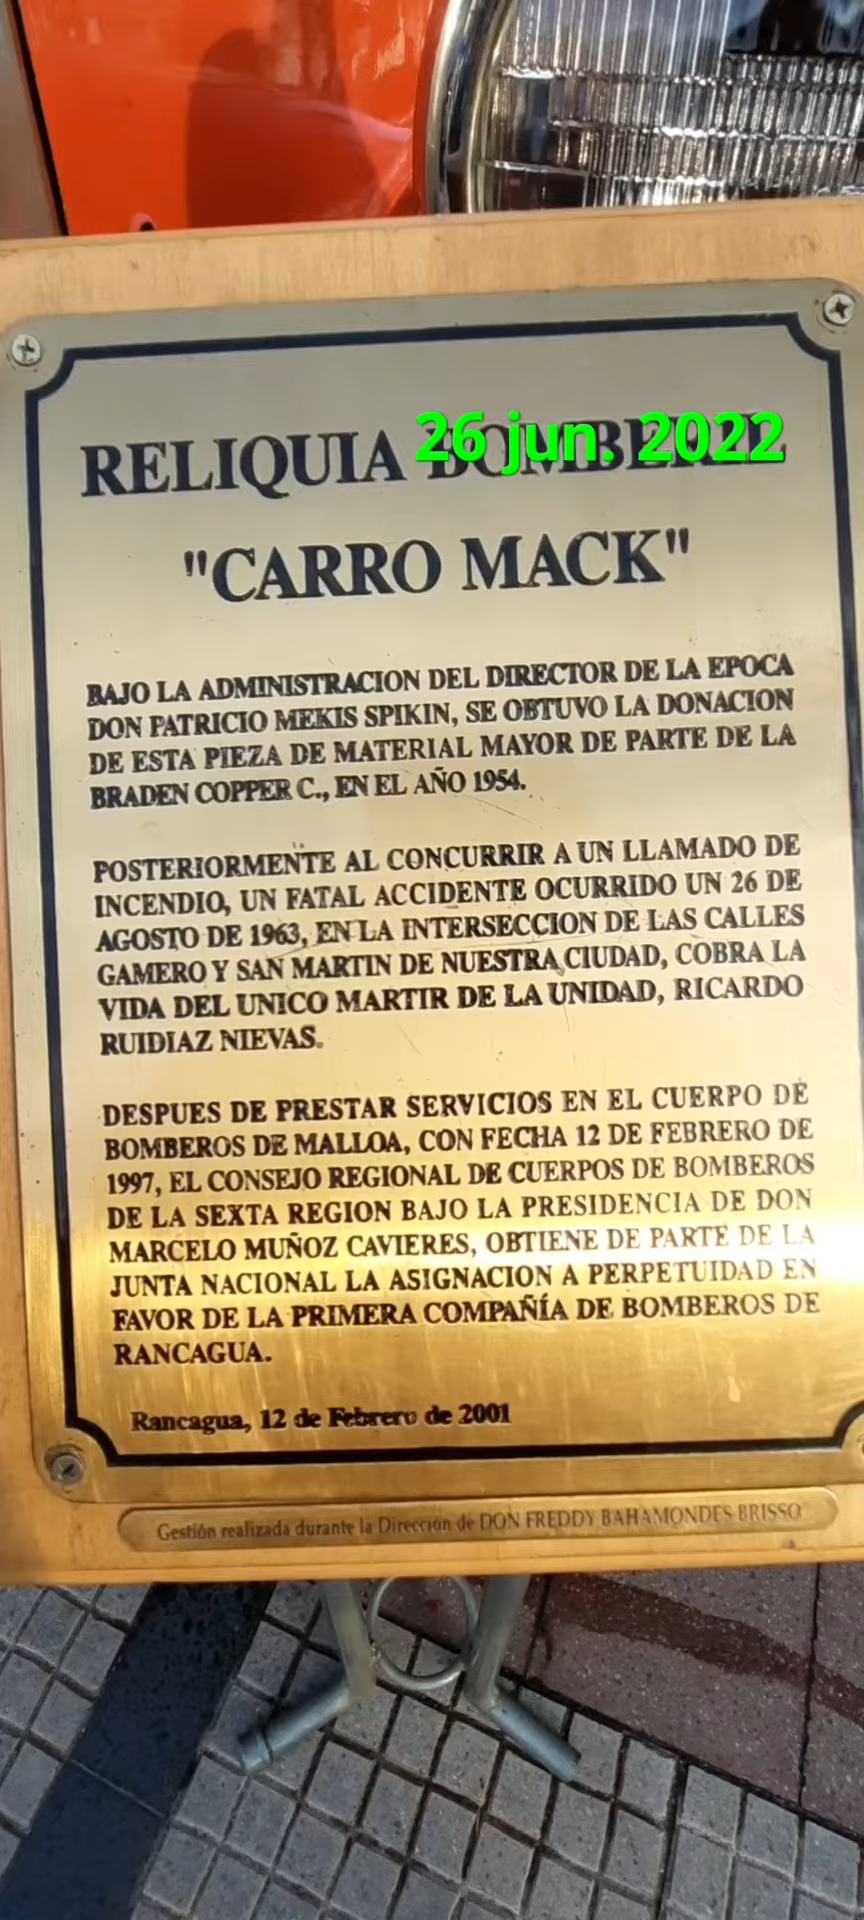 RELIQUIA BOMBERIL
26 jun. 2022
"CARRO MACK"
BAJO LA ADMINISTRACION DEL DIRECTOR DE LA EPOCA
DON PATRICIO MEKIS SPIKIN, SE OBTUVO LA DONACION
DE ESTA PIEZA DE MATERIAL MAYOR DE PARTE DE LA
BRADEN COPPER C., EN EL AÑO 1954.
POSTERIORMENTE AL CONCURRIR A UN LLAMADO DE
INCENDIO, UN FATAL ACCIDENTE OCURRIDO UN 26 DE
AGOSTO DE 1963, EN LA INTERSECCION DE LAS CALLES
GAMERO Y SAN MARTIN DE NUESTRA CIUDAD, COBRA LA
VIDA DEL UNICO MARTIR DE LA UNIDAD, RICARDO
RUIDIAZ NIEVAS.
DESPUES DE PRESTAR SERVICIOS EN EL CUERPO DE
BOMBEROS DE MALLOA, CON FECHA 12 DE FEBRERO DE
1997, EL CONSEJO REGIONAL DE CUERPOS DE BOMBEROS
DE LA SEXTA REGION BAJO LA PRESIDENCIA DE DON
MARCELO MUÑOZ CAVIERES, OBTIENE DE PARTE DE LA
JUNTA NACIONAL LA ASIGNACION A PERPETUIDAD EN
FAVOR DE LA PRIMERA COMPAÑÍA DE BOMBEROS DE
RANCAGUA.
Rancagua, 12 de Febrero de 2001
Gestión realizada durante la Dirección de DON FREDDY BAHAMONDES BRISSO